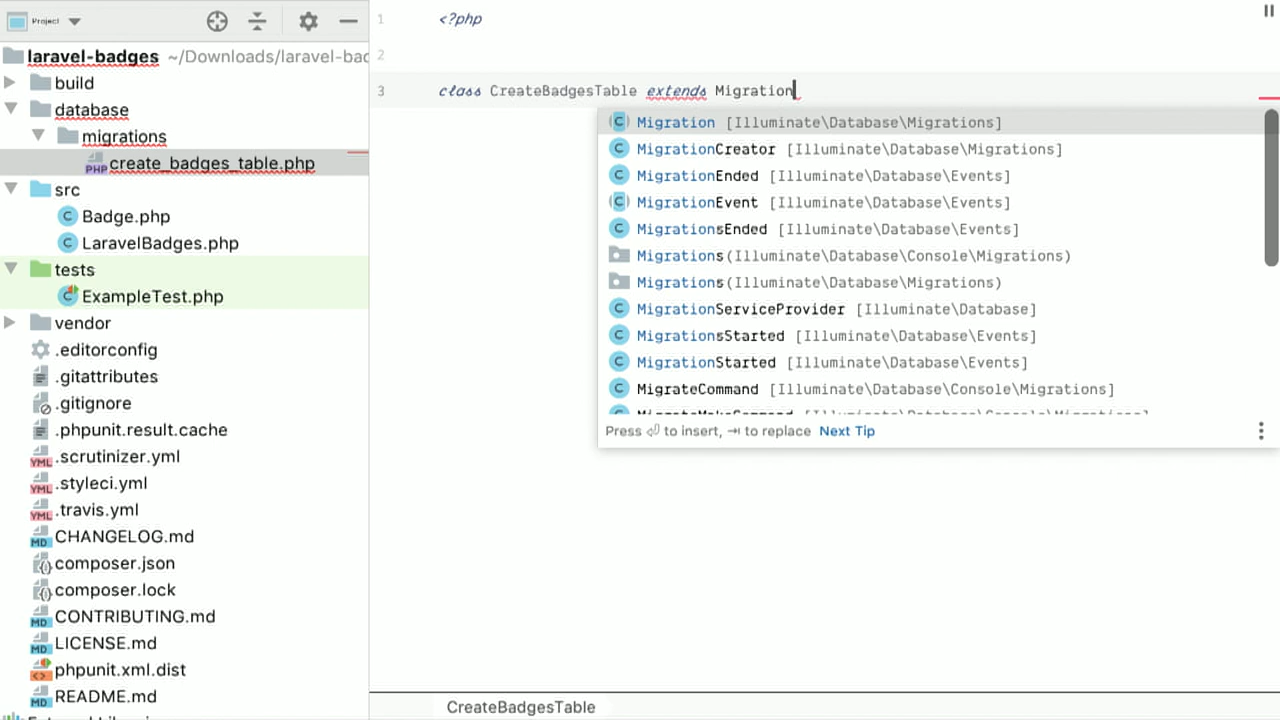 Project
laravel-badges ~/Downloads/laravel-bad
build
database
migrations
create_badges_table.php
src
Badge.php
LaravelBadges.php
tests
ExampleTest.php
vendor
.editorconfig
.gitattributes
.gitignore
.phpunit.result.cache
.scrutinizer.yml
.styleci.yml
.travis.yml
CHANGELOG.md
composer.json
composer.lock
CONTRIBUTING.md
LICENSE.md
phpunit.xml.dist
README.md
1 <?php
2
3 class CreateBadgesTable extends Migration
Migration [Illuminate\Database\Migrations]
MigrationCreator [Illuminate\Database\Migrations]
MigrationEnded [Illuminate\Database\Events]
MigrationEvent [Illuminate\Database\Events]
MigrationsEnded [Illuminate\Database\Events]
Migrations(Illuminate\Database\Console\Migrations)
Migrations(Illuminate\Database\Migrations)
MigrationServiceProvider [Illuminate\Database]
MigrationsStarted [Illuminate\Database\Events]
MigrationStarted [Illuminate\Database\Events]
MigrateCommand [Illuminate\Database\Console\Migrations]
Press ⏎ to insert, ⇥ to replace Next Tip
CreateBadgesTable